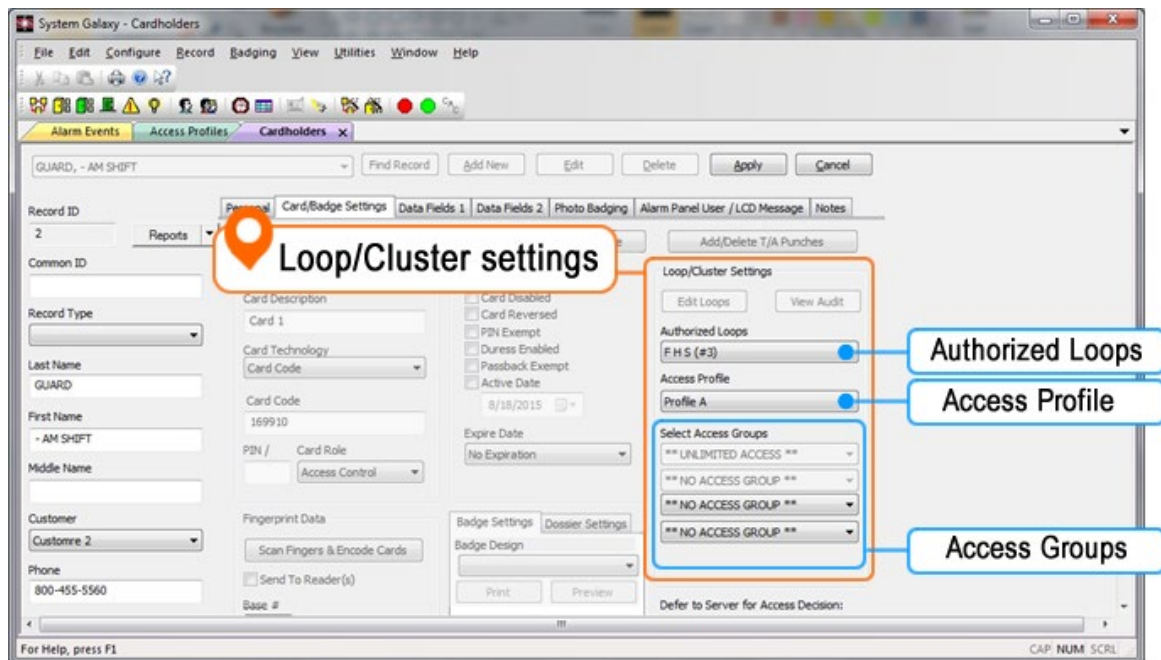 System Galaxy - Cardholders
File Edit Configure Record Badging View Utilities Window Help
Alarm Events Access Profiles Cardholders x
GUARD, - AM SHIFT Find Record Add New Edit Delete Apply Cancel
Personal Card/Badge Settings Data Fields 1 Data Fields 2 Photo Badging Alarm Panel User / LCD Message Notes
Record ID
2 Reports
Add/Delete T/A Punches
Loop/Cluster settings
Common ID
Loop/Cluster Settings
Card Description
Card Disabled
Edit Loops View Audit
Card 1
Card Reversed
Record Type
PIN Exempt
Authorized Loops
Card Technology
Duress Enabled
F H S (#3)
Authorized Loops
Card Code
Passback Exempt
Last Name
Active Date
Access Profile
GUARD
Card Code
8/18/2015
Profile A
Access Profile
169910
First Name
Expire Date
Select Access Groups
- AM SHIFT
PIN / Card Role
No Expiration
** UNLIMITED ACCESS **
Middle Name
Access Control
** NO ACCESS GROUP **
** NO ACCESS GROUP **
Customer
Fingerprint Data
Badge Settings Dossier Settings
** NO ACCESS GROUP **
Customre 2
Scan Fingers & Encode Cards
Badge Design
Access Groups
Phone
Send To Reader(s)
800-455-5560
Print Preview
Base #
Defer to Server for Access Decision:
For Help, press F1
CAP NUM SCRL